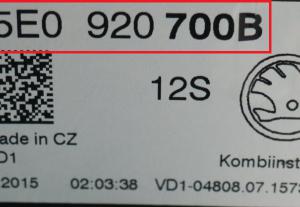 5E0 920 700B
12S
ade in CZ
D1
Kombiinst
2015 02:03:38 VD1-04808.07.157